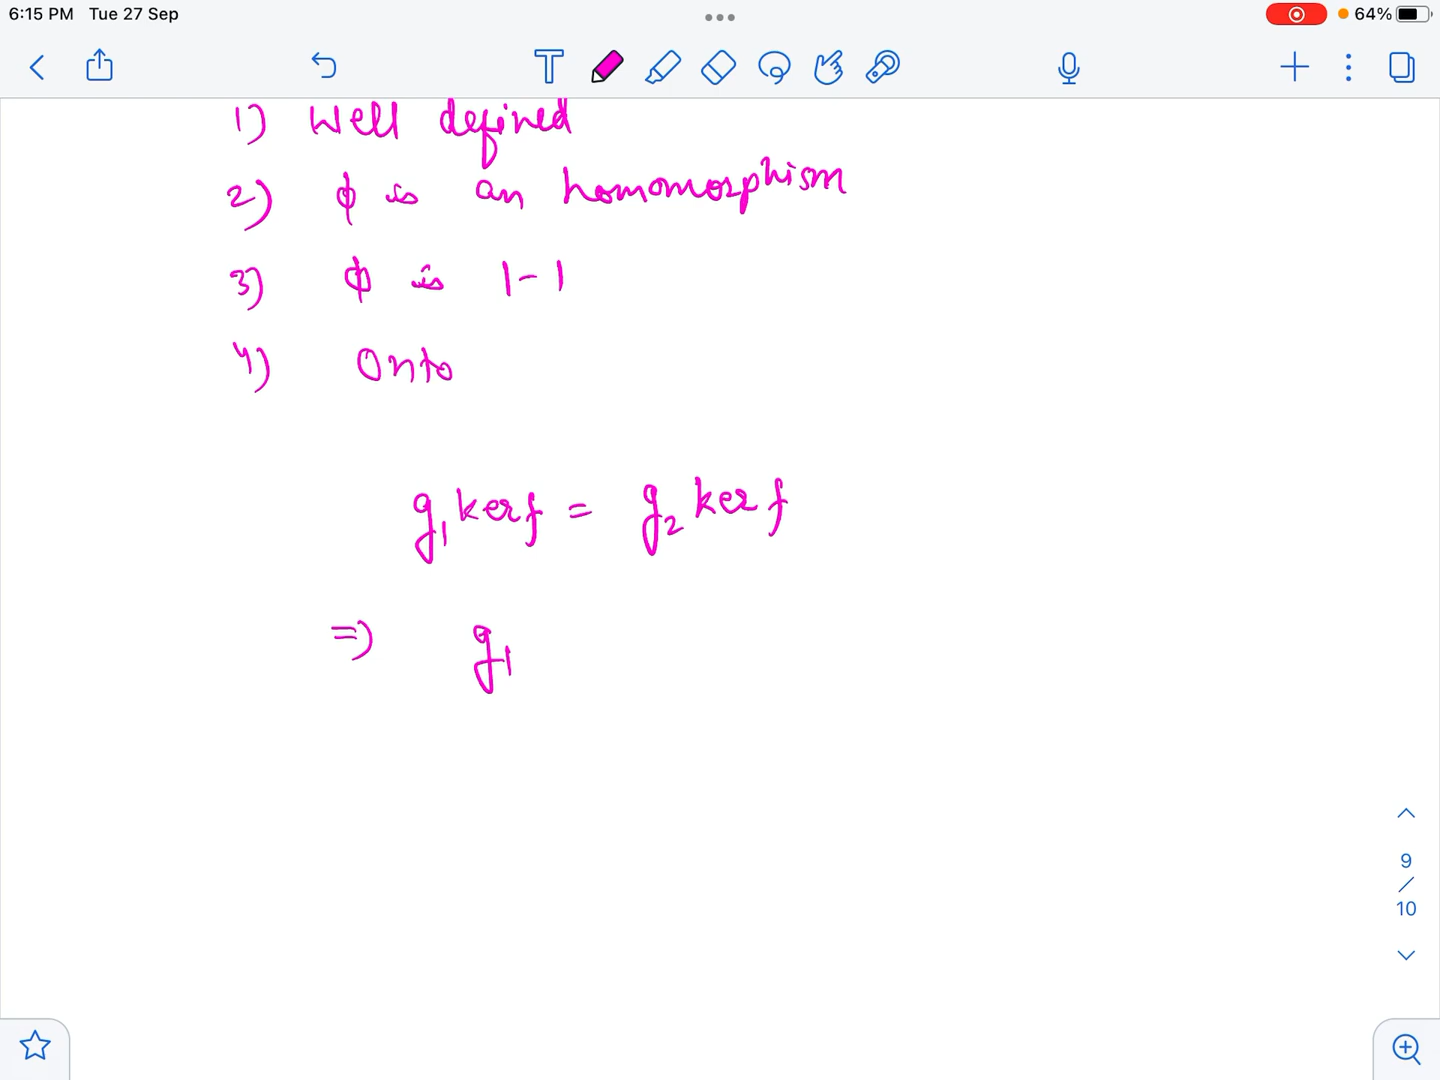 6:15 PM Tue 27 Sep
64%
T
1) Well defined
2) ϕ is an homomorphism
3) ϕ is 1-1
4) Onto
g₁ kerf = g₂ kerf
⇒ g₁
9
/
10